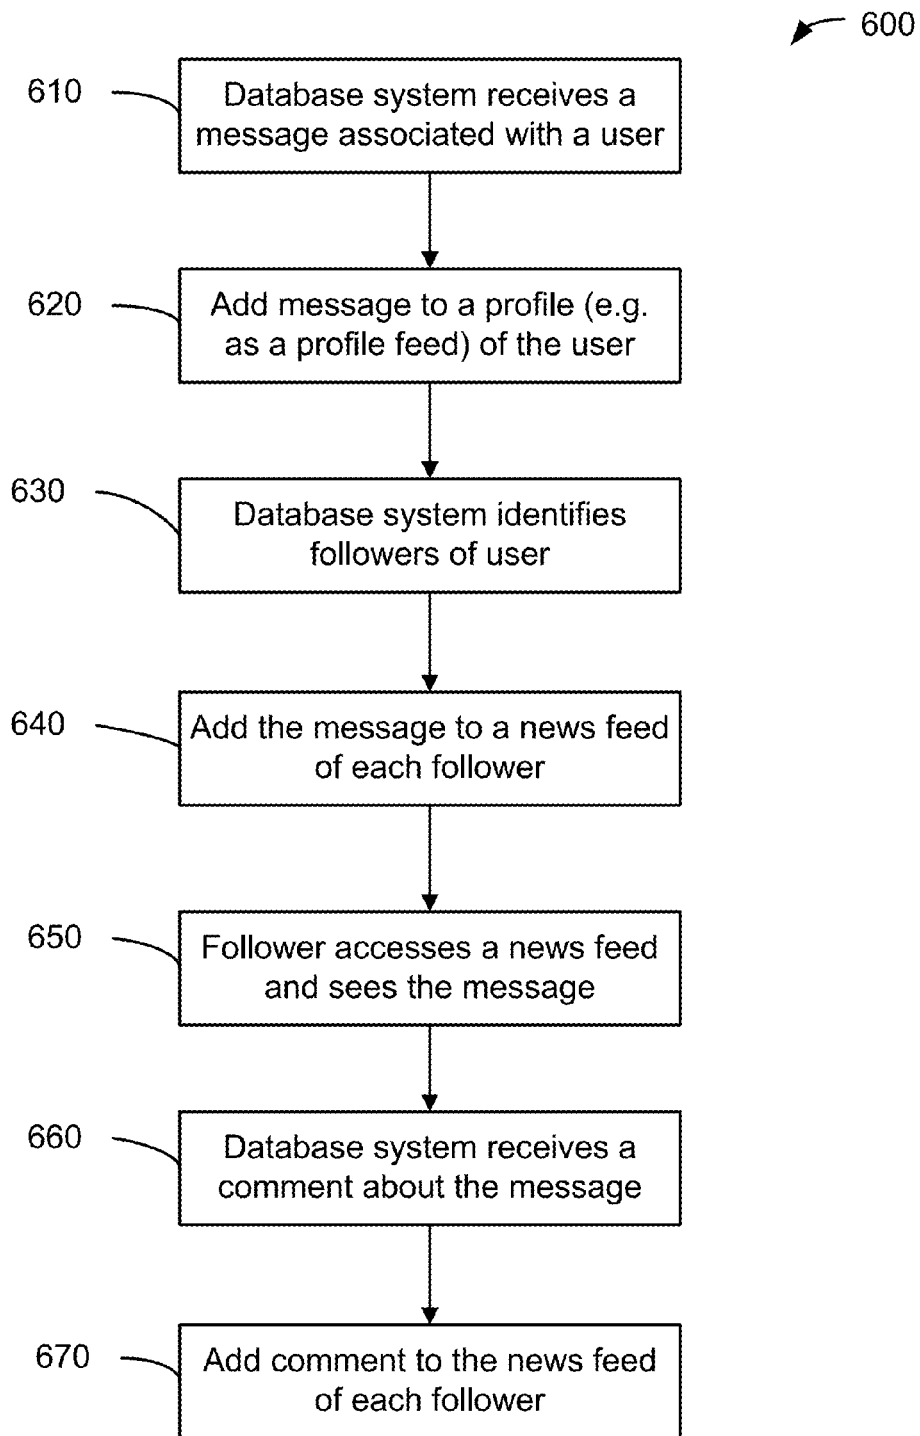 600
610
Database system receives a
message associated with a user
620
Add message to a profile (e.g.
as a profile feed) of the user
630
Database system identifies
followers of user
640
Add the message to a news feed
of each follower
650
Follower accesses a news feed
and sees the message
660
Database system receives a
comment about the message
670
Add comment to the news feed
of each follower